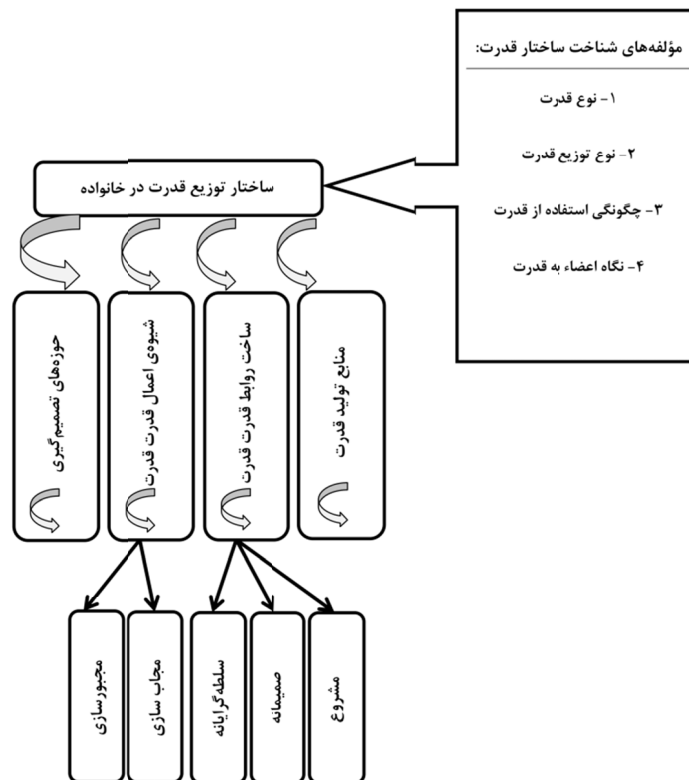 مؤلفه‌های شناخت ساختار قدرت:
۱- نوع قدرت
۲- نوع توزیع قدرت
۳- چگونگی استفاده از قدرت
۴- نگاه اعضاء به قدرت
ساختار توزیع قدرت در خانواده
منابع تولید قدرت
ساخت روابط قدرت قدرت
شیوه‌ی اعمال قدرت قدرت
حوزه‌های تصمیم‌گیری
مشروع
صمیمانه
سلطه‌گرایانه
مجاب سازی
مجبورسازی